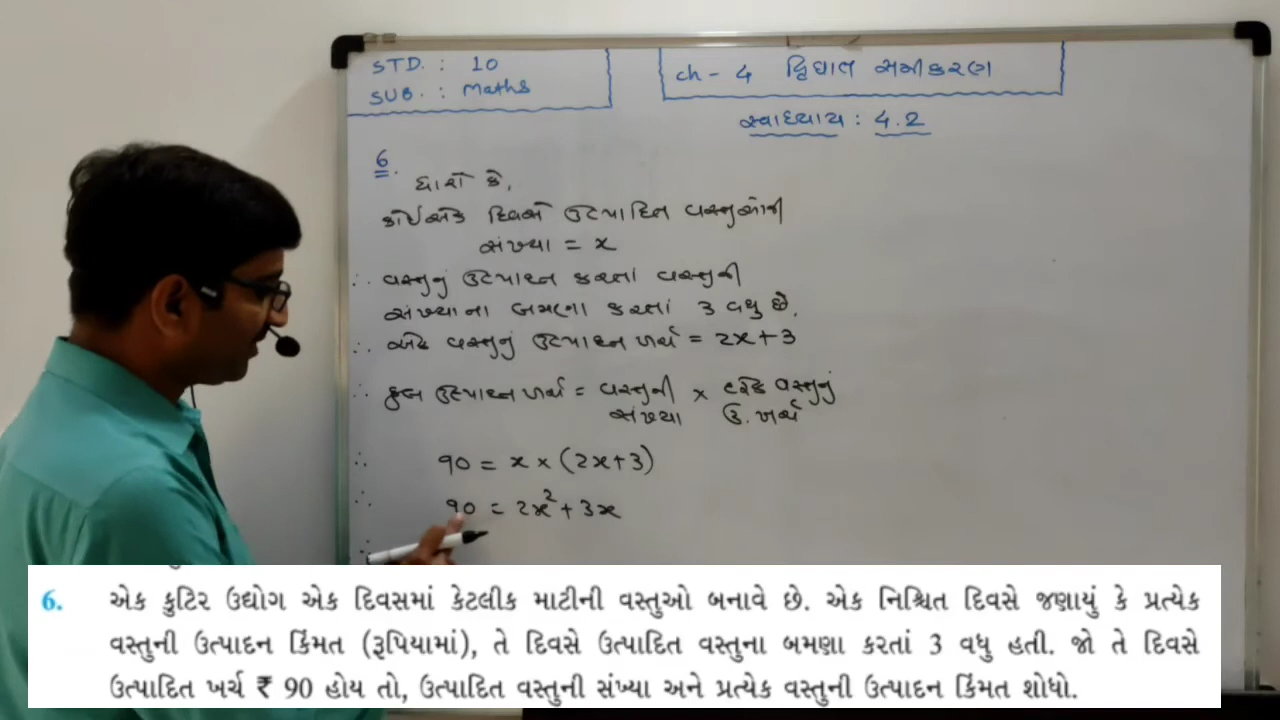 STD. : 10
SUB. : Maths
ch - 4 દ્વિઘાત સમીકરણ
સ્વાધ્યાય : 4.2
6.
ધારો કે,
કોઈએક દિવસે ઉત્પાદિત વસ્તુઓની
સંખ્યા = x
∴ વસ્તુનું ઉત્પાદન કરતાં વસ્તુની
સંખ્યાના બમણા કરતાં 3 વધુ છે.
∴ વસ્તુનું ઉત્પાદન ખર્ચ = 2x+3
∴ કુલ ઉત્પાદન ખર્ચ = વસ્તુની × દરેક વસ્તુનું
સંખ્યા ઉ. ખર્ચ
∴ 90 = x × (2x+3)
∴ 90 = 2x² + 3x
∴
6. એક કુટિર ઉદ્યોગ એક દિવસમાં કેટલીક માટીની વસ્તુઓ બનાવે છે. એક નિશ્ચિત દિવસે જણાયું કે પ્રત્યેક
વસ્તુની ઉત્પાદન કિંમત (રૂપિયામાં), તે દિવસે ઉત્પાદિત વસ્તુના બમણા કરતાં 3 વધુ હતી. જો તે દિવસે
ઉત્પાદિત ખર્ચ ₹ 90 હોય તો, ઉત્પાદિત વસ્તુની સંખ્યા અને પ્રત્યેક વસ્તુની ઉત્પાદન કિંમત શોધો.